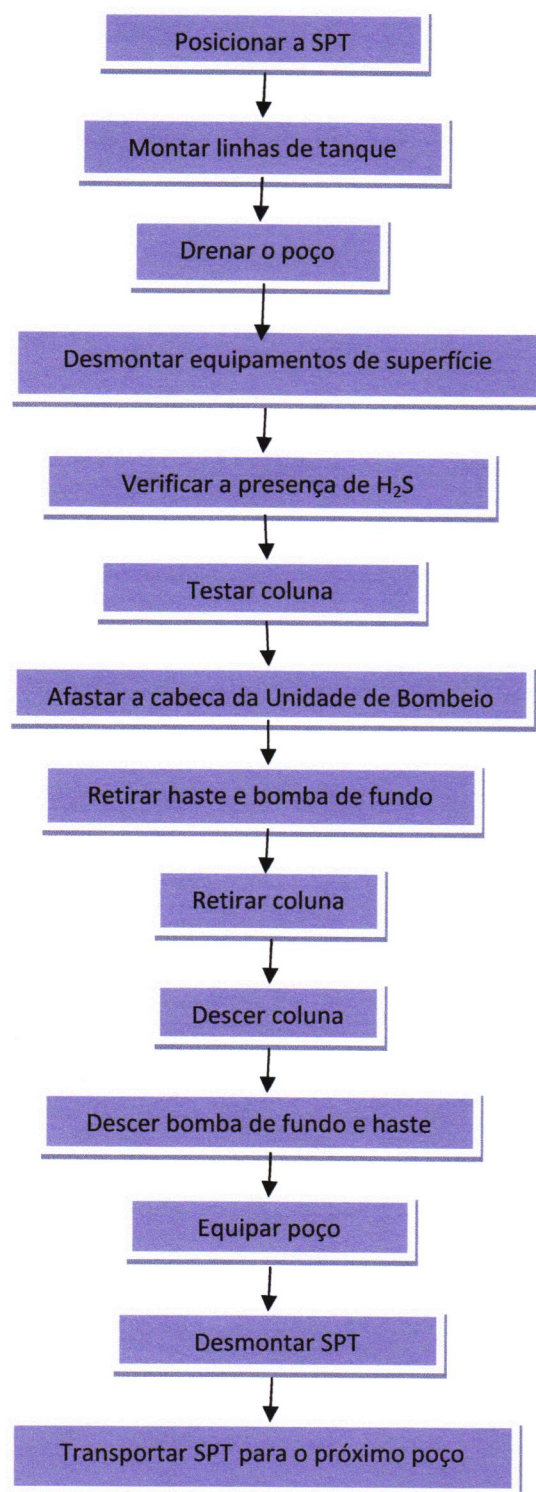 Posicionar a SPT
Montar linhas de tanque
Drenar o poço
Desmontar equipamentos de superfície
Verificar a presença de H₂S
Testar coluna
Afastar a cabeca da Unidade de Bombeio
Retirar haste e bomba de fundo
Retirar coluna
Descer coluna
Descer bomba de fundo e haste
Equipar poço
Desmontar SPT
Transportar SPT para o próximo poço